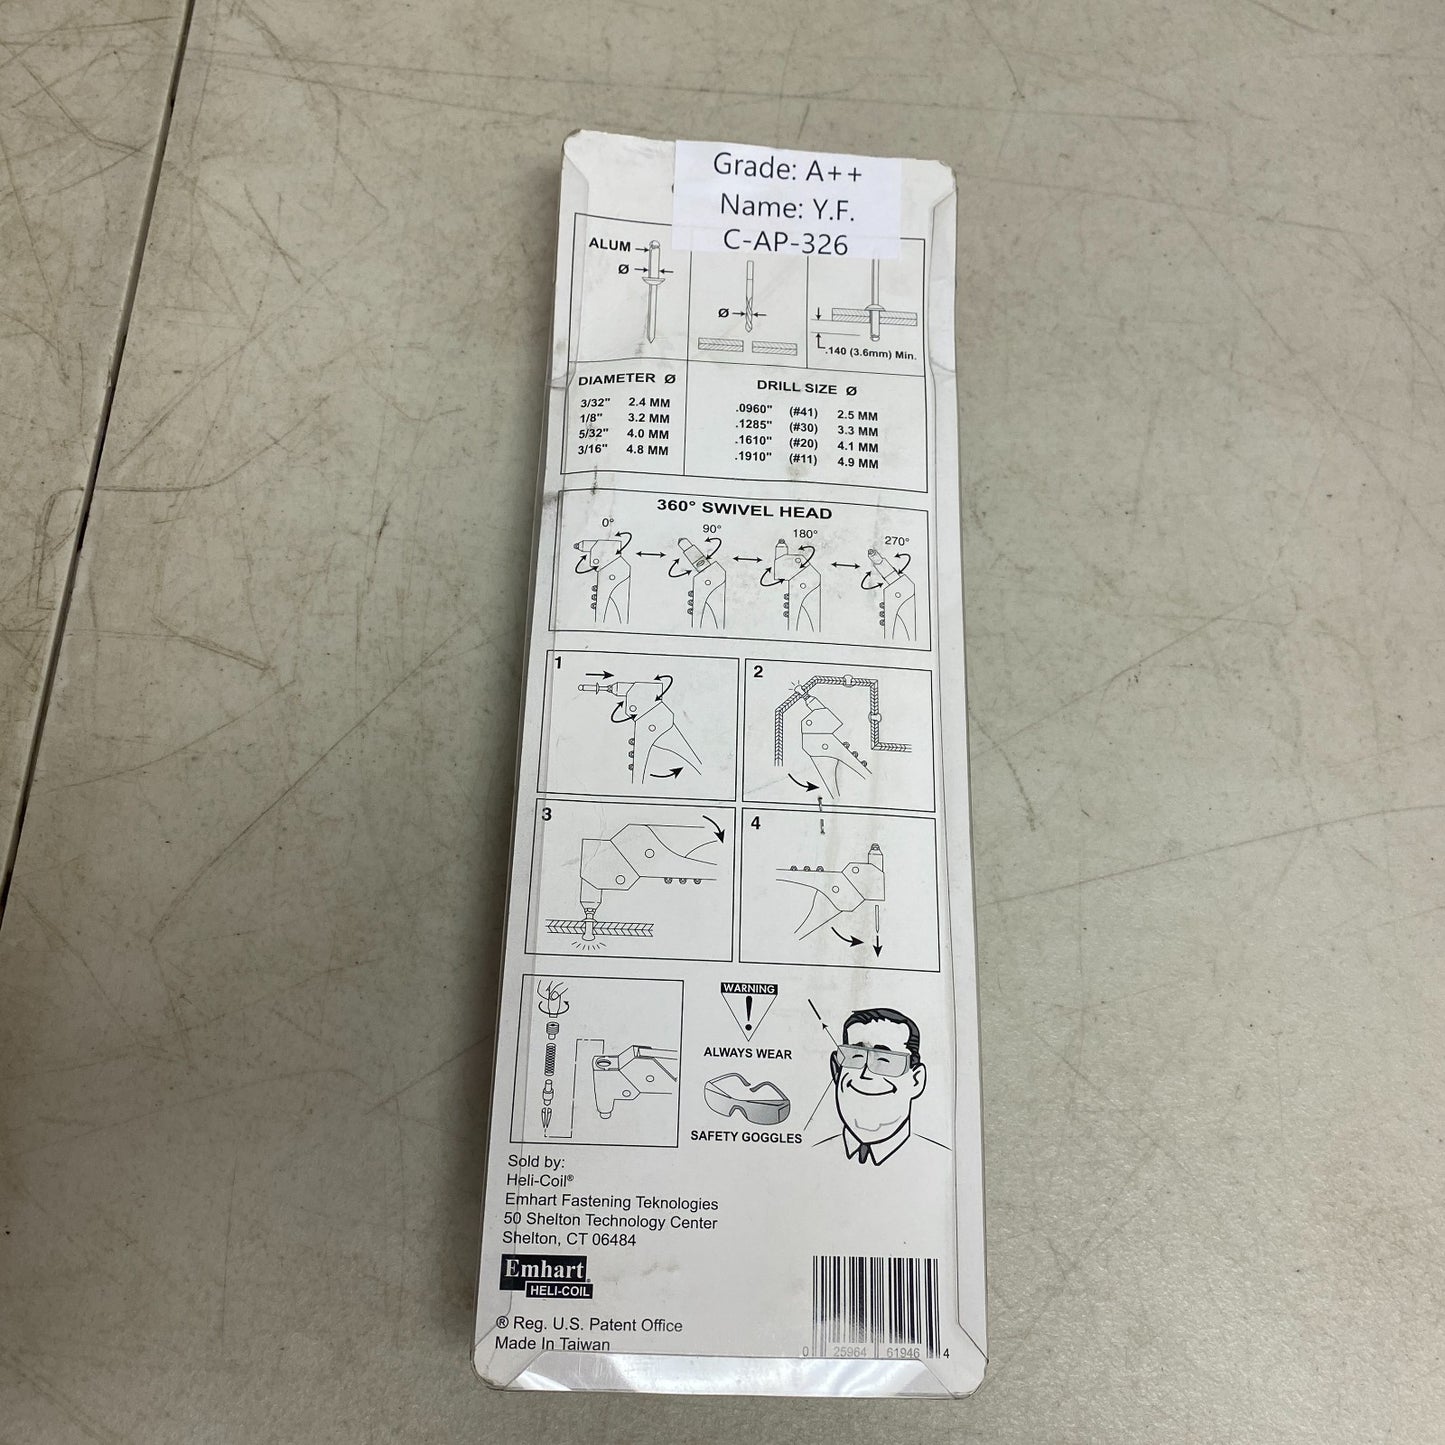 Grade: A++
Name: Y.F.
C-AP-326
ALUM
Ø
Ø
.140 (3.6mm) Min.
DIAMETER Ø
3/32" 2.4 MM
1/8" 3.2 MM
5/32" 4.0 MM
3/16" 4.8 MM
DRILL SIZE Ø
.0960" (#41) 2.5 MM
.1285" (#30) 3.3 MM
.1610" (#20) 4.1 MM
.1910" (#11) 4.9 MM
360° SWIVEL HEAD
0° 90° 180° 270°
1
2
3
4
WARNING
!
ALWAYS WEAR
SAFETY GOGGLES
Sold by:
Heli-Coil®
Emhart Fastening Teknologies
50 Shelton Technology Center
Shelton, CT 06484
Emhart®
HELI-COIL
® Reg. U.S. Patent Office
Made In Taiwan
0 25964 61946 4